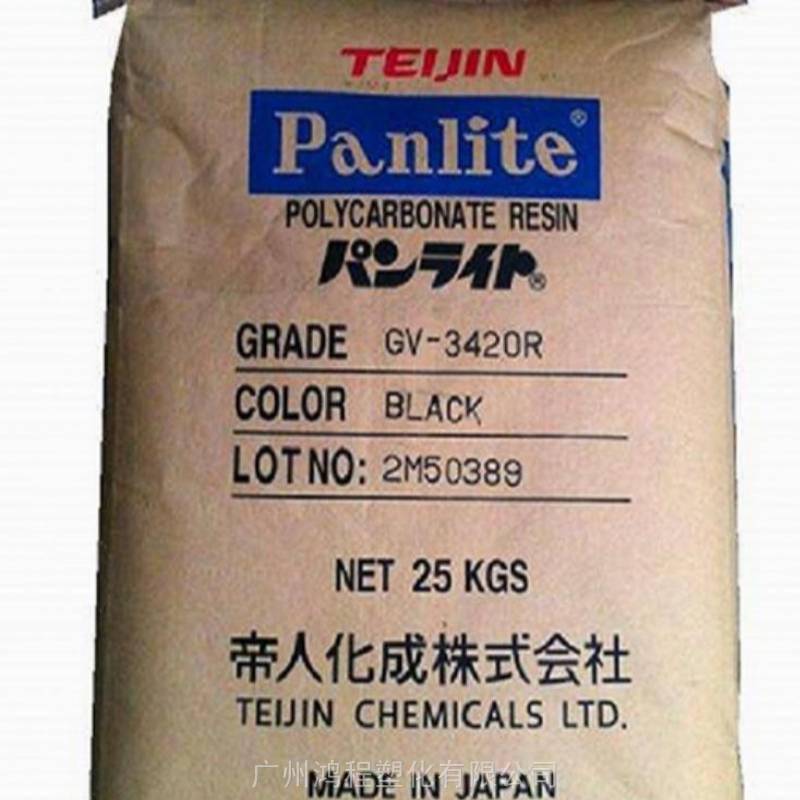 TEIJIN
Panlite®
POLYCARBONATE RESIN
パンライト®
GRADE GV-3420R
COLOR BLACK
LOT NO: 2M50389
NET 25 KGS
帝人化成株式会社
TEIJIN CHEMICALS LTD.
广州鸿程塑化有限公司
MADE IN JAPAN